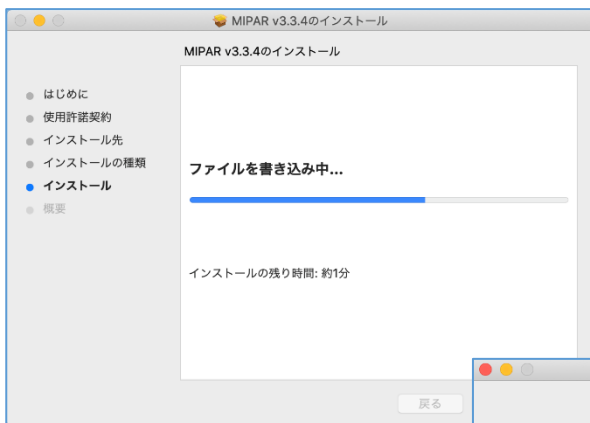 MIPAR v3.3.4のインストール
MIPAR v3.3.4のインストール
はじめに
使用許諾契約
インストール先
インストールの種類
インストール
概要
ファイルを書き込み中...
インストールの残り時間: 約1分
戻る